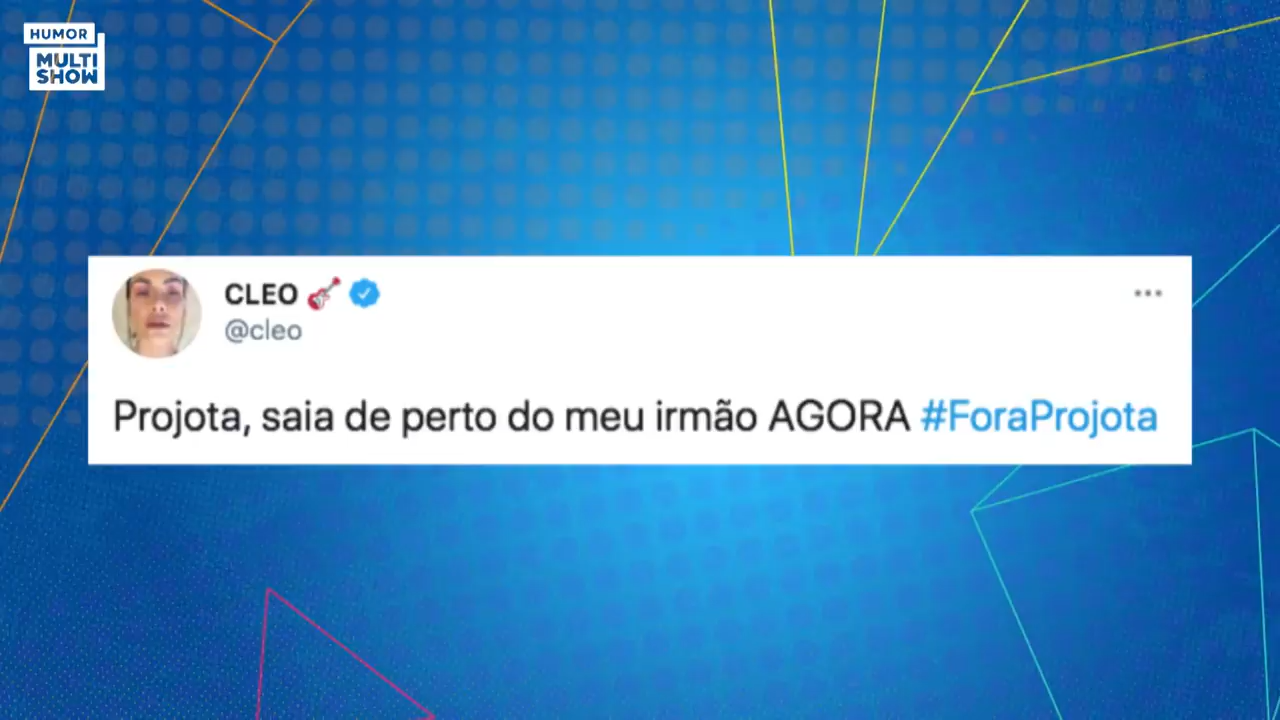 HUMOR
MULTI
SHOW
CLEO 🎸
@cleo
Projota, saia de perto do meu irmão AGORA #ForaProjota